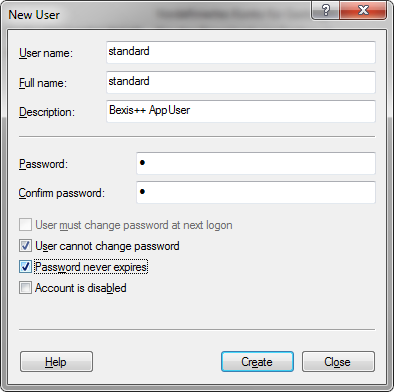 New User
User name: standard
Full name: standard
Description: Bexis++ AppUser
Password: •
Confirm password: •
User must change password at next logon
User cannot change password
Password never expires
Account is disabled
Help Create Close